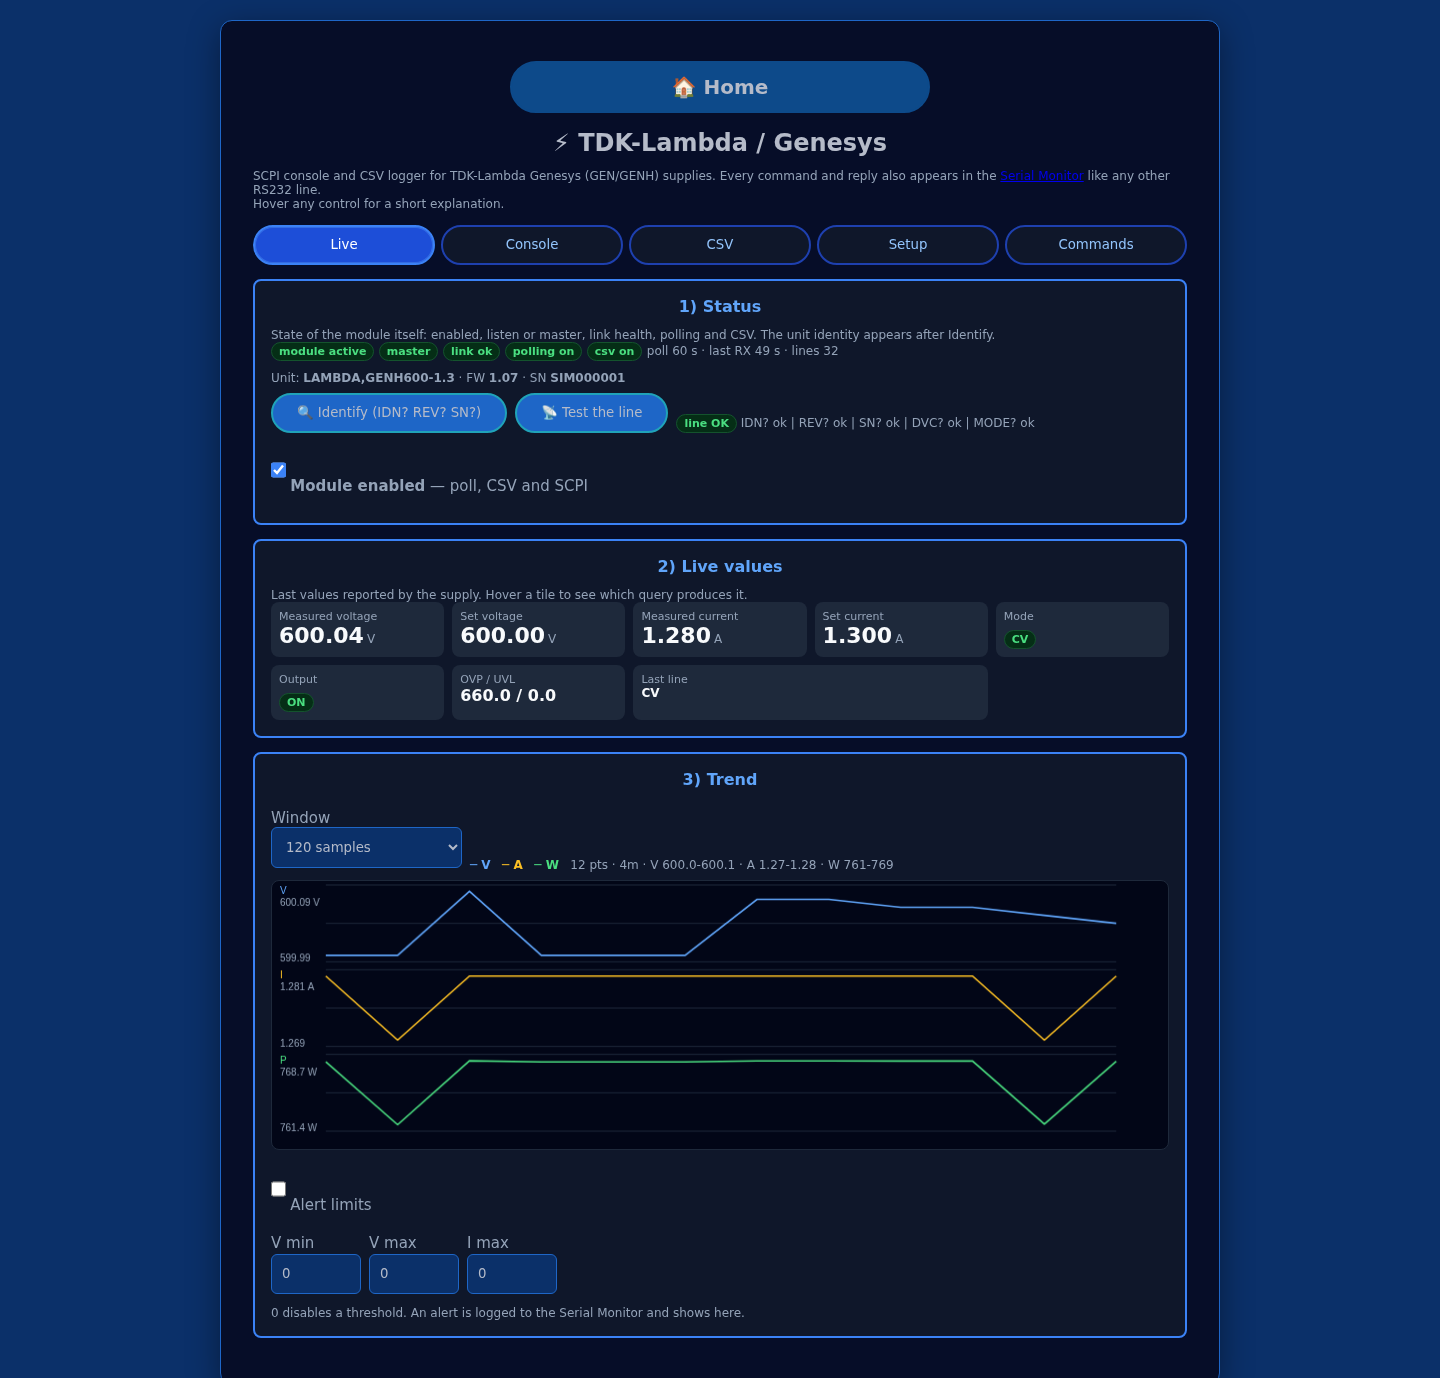 🏠 Home
⚡ TDK-Lambda / Genesys
SCPI console and CSV logger for TDK-Lambda Genesys (GEN/GENH) supplies. Every command and reply also appears in the Serial Monitor like any other
RS232 line.
Hover any control for a short explanation.
Live Console CSV Setup Commands
1) Status
State of the module itself: enabled, listen or master, link health, polling and CSV. The unit identity appears after Identify.
module active master link ok polling on csv on poll 60 s · last RX 49 s · lines 32
Unit: LAMBDA,GENH600-1.3 · FW 1.07 · SN SIM000001
🔍 Identify (IDN? REV? SN?) 📡 Test the line line OK IDN? ok | REV? ok | SN? ok | DVC? ok | MODE? ok
Module enabled — poll, CSV and SCPI
2) Live values
Last values reported by the supply. Hover a tile to see which query produces it.
Measured voltage Set voltage Measured current Set current Mode
600.04 V 600.00 V 1.280 A 1.300 A CV
Output OVP / UVL Last line
ON 660.0 / 0.0 CV
3) Trend
Window
120 samples
─ V ─ A ─ W 12 pts · 4m · V 600.0-600.1 · A 1.27-1.28 · W 761-769
V
600.09 V
599.99
I
1.281 A
1.269
P
768.7 W
761.4 W
Alert limits
V min V max I max
0 0 0
0 disables a threshold. An alert is logged to the Serial Monitor and shows here.